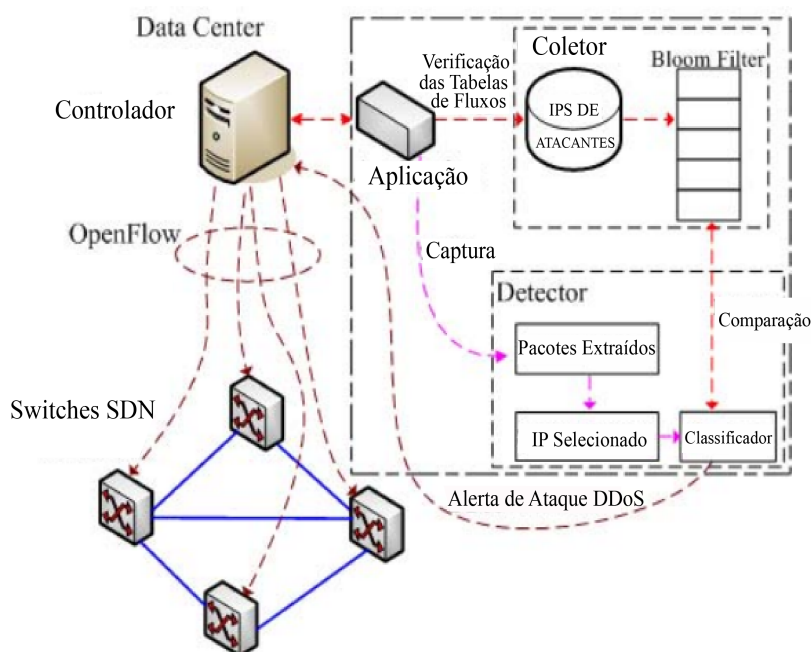 Data Center
Controlador
OpenFlow
Switches SDN
Verificação
das Tabelas
de Fluxos
Aplicação
Captura
Coletor
Bloom Filter
IPS DE
ATACANTES
Detector
Comparação
Pacotes Extraídos
IP Selecionado
Classificador
Alerta de Ataque DDoS